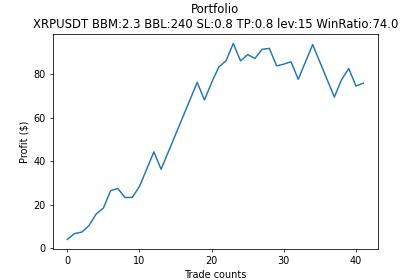 Portfolio
XRPUSDT BBM:2.3 BBL:240 SL:0.8 TP:0.8 lev:15 WinRatio:74.0
80
60
40
20
0
Profit ($)
0 10 20 30 40
Trade counts